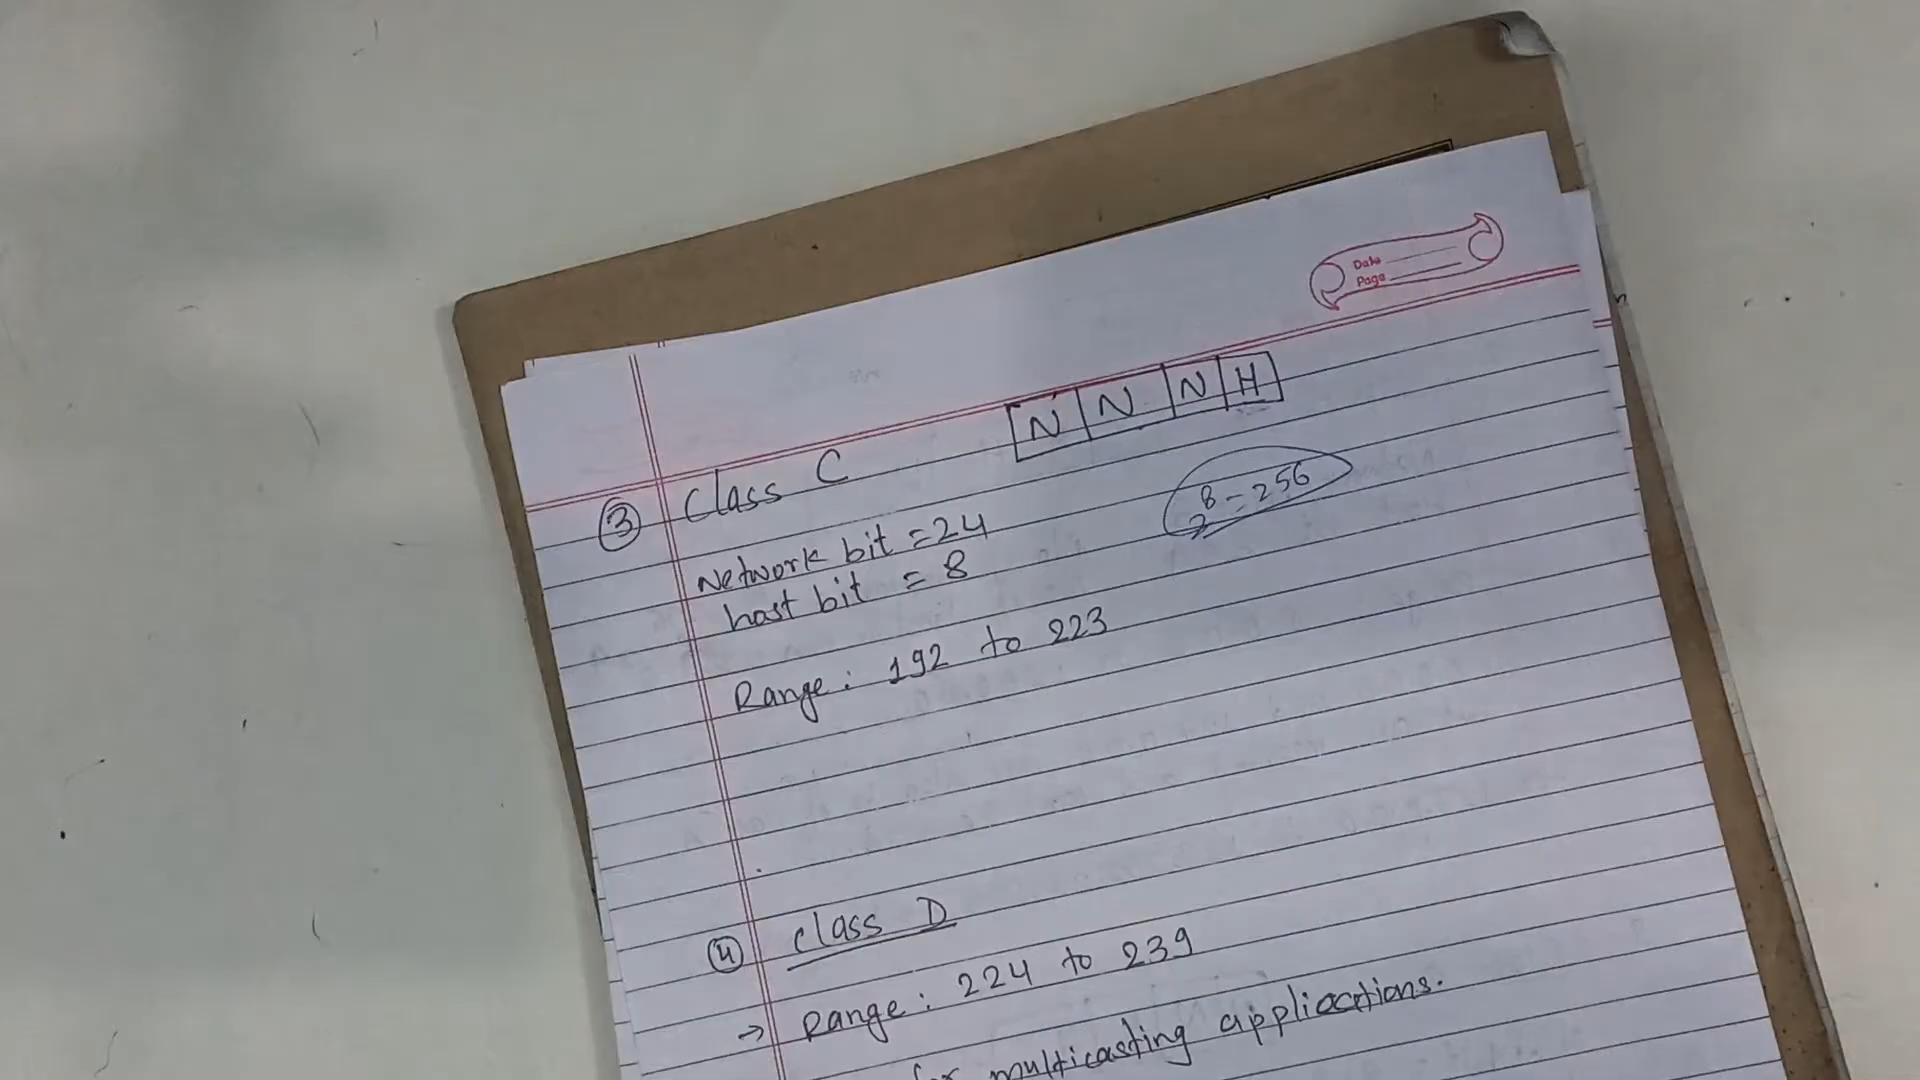 Date
Page
N N N H
③ Class C
2^8 = 256
Network bit = 24
host bit = 8
Range : 192 to 223
④ class D
→ Range : 224 to 239
for multicasting applications.